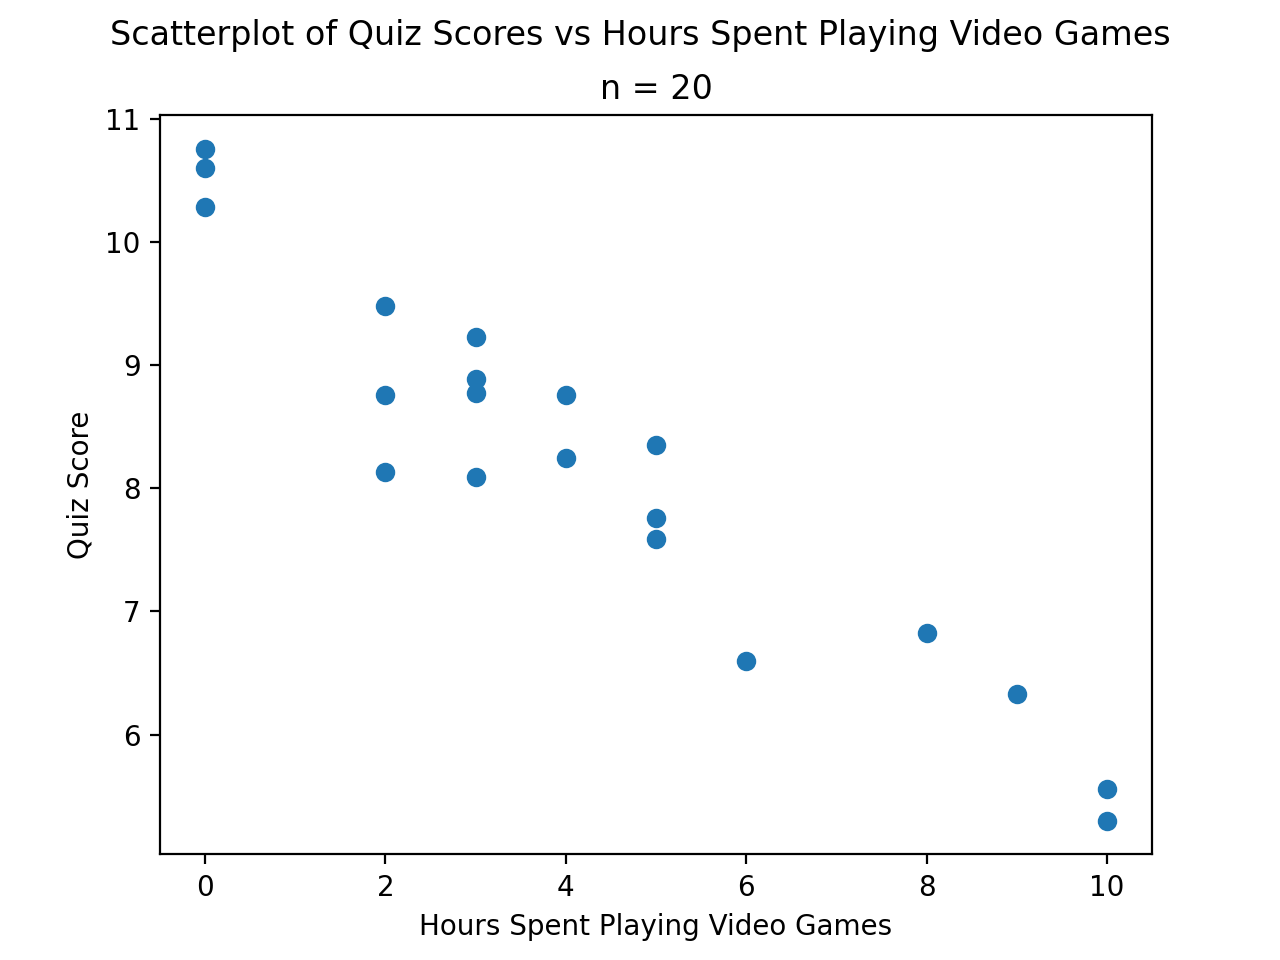 Scatterplot of Quiz Scores vs Hours Spent Playing Video Games
n = 20
11
10
9
8
7
6
Quiz Score
0 2 4 6 8 10
Hours Spent Playing Video Games